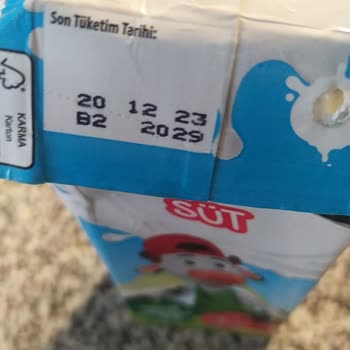 Son Tüketim Tarihi:
20 12 23
B2 2029
KARMA
Karton
SÜT